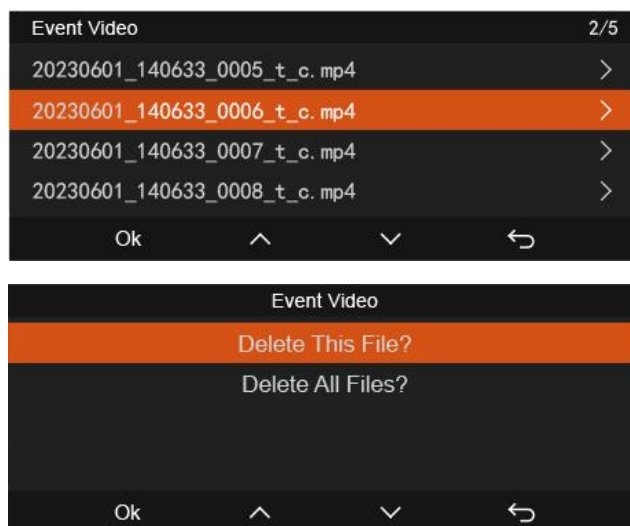 Event Video 2/5
20230601_140633_0005_t_c.mp4
20230601_140633_0006_t_c.mp4
20230601_140633_0007_t_c.mp4
20230601_140633_0008_t_c.mp4
Ok
Event Video
Delete This File?
Delete All Files?
Ok